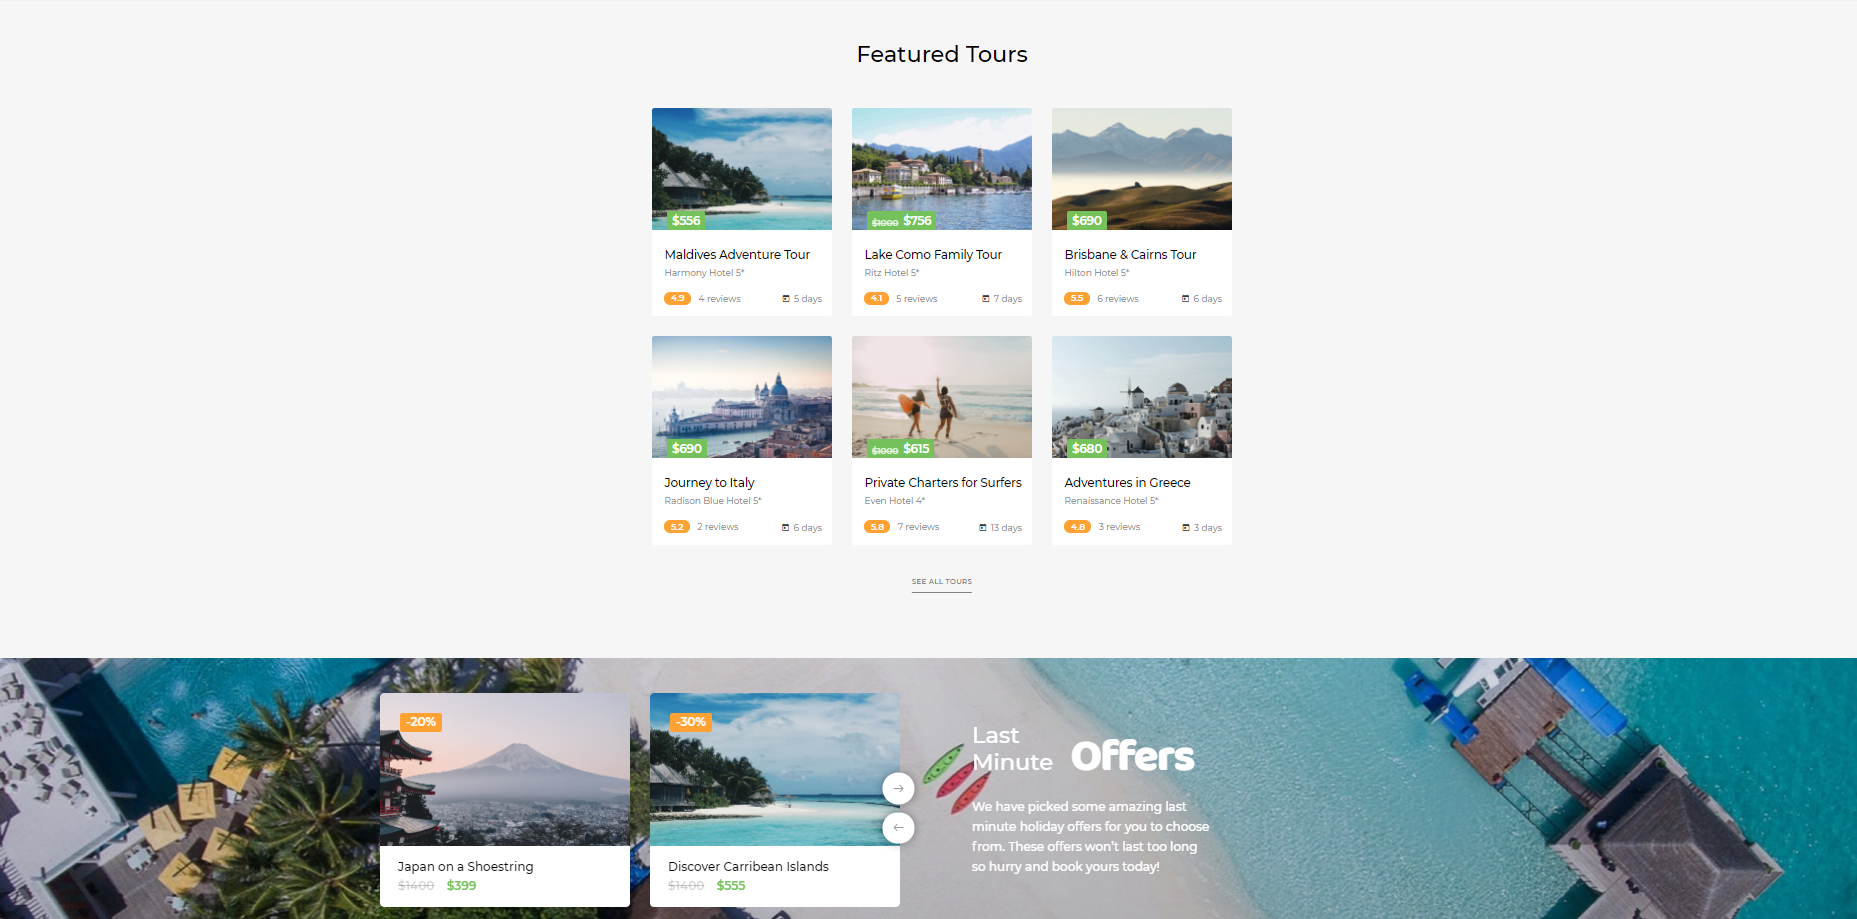 Featured Tours
$556
$1000 $756
$690
Maldives Adventure Tour
Harmony Hotel 5*
4.9 4 reviews 5 days
Lake Como Family Tour
Ritz Hotel 5*
4.1 5 reviews 7 days
Brisbane & Cairns Tour
Hilton Hotel 5*
5.5 6 reviews 6 days
$690
$1000 $615
$680
Journey to Italy
Radison Blue Hotel 5*
5.2 2 reviews 6 days
Private Charters for Surfers
Even Hotel 4*
5.8 7 reviews 13 days
Adventures in Greece
Renaissance Hotel 5*
4.8 3 reviews 3 days
SEE ALL TOURS
-20%
Japan on a Shoestring
$1400 $399
-30%
Discover Carribean Islands
$1400 $555
Last
Minute Offers
We have picked some amazing last
minute holiday offers for you to choose
from. These offers won't last too long
so hurry and book yours today!